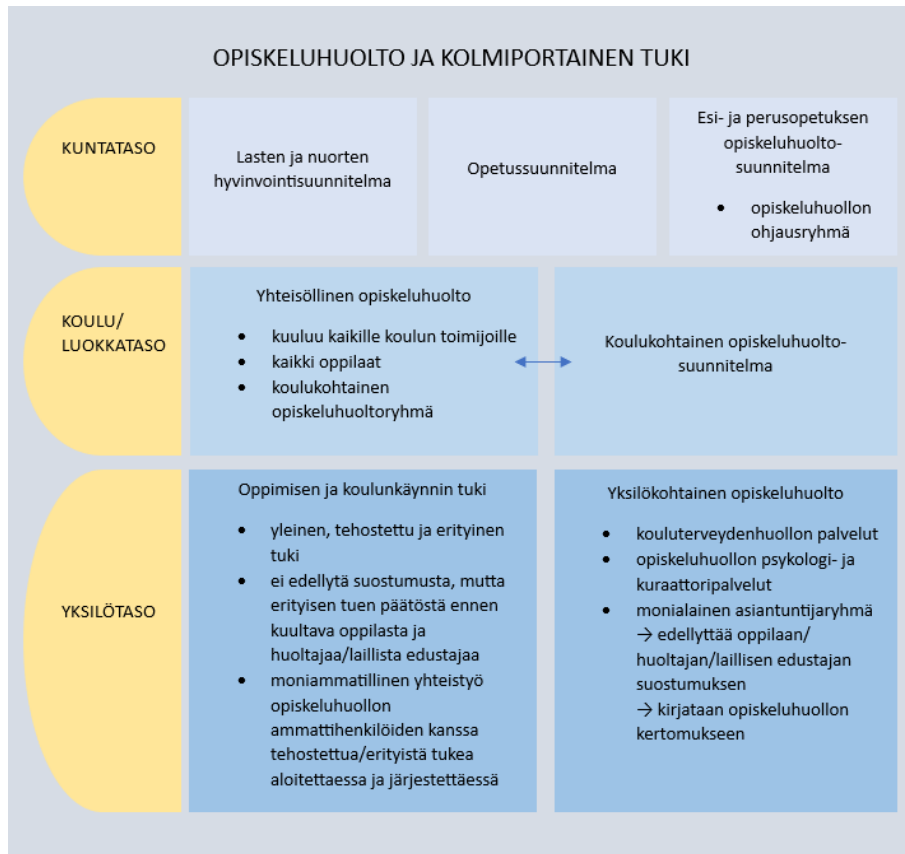 OPISKELUHUOLTO JA KOLMIPORTAINEN TUKI
KUNTATASO
Lasten ja nuorten
hyvinvointisuunnitelma
Opetussuunnitelma
Esi- ja perusopetuksen
opiskeluhuolto-
suunnitelma
• opiskeluhuollon
ohjausryhmä
KOULU/
LUOKKATASO
Yhteisöllinen opiskeluhuolto
• kuuluu kaikille koulun toimijoille
• kaikki oppilaat
• koulukohtainen
opiskeluhuoltoryhmä
Koulukohtainen opiskeluhuolto-
suunnitelma
YKSILÖTASO
Oppimisen ja koulunkäynnin tuki
• yleinen, tehostettu ja erityinen
tuki
• ei edellytä suostumusta, mutta
erityisen tuen päätöstä ennen
kuultava oppilasta ja
huoltajaa/laillista edustajaa
• moniammatillinen yhteistyö
opiskeluhuollon
ammattihenkilöiden kanssa
tehostettua/erityistä tukea
aloitettaessa ja järjestettäessä
Yksilökohtainen opiskeluhuolto
• kouluterveydenhuollon palvelut
• opiskeluhuollon psykologi- ja
kuraattoripalvelut
• monialainen asiantuntijaryhmä
→ edellyttää oppilaan/
huoltajan/laillisen edustajan
suostumuksen
→ kirjataan opiskeluhuollon
kertomukseen